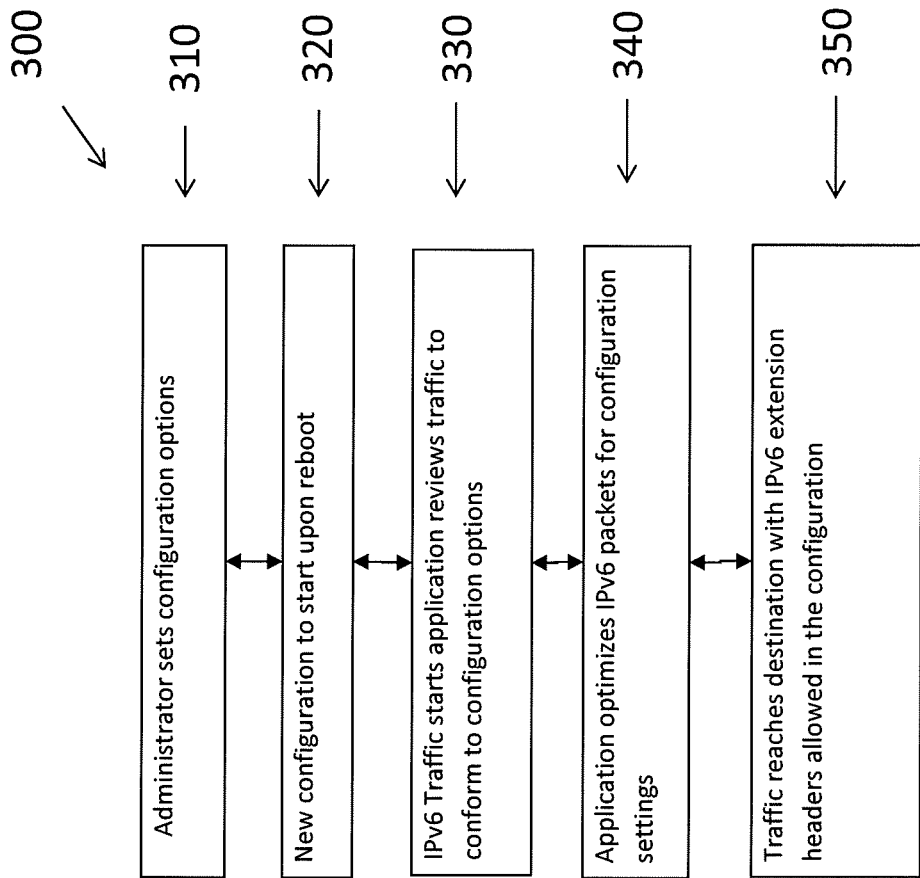 300
Administrator sets configuration options
310
New configuration to start upon reboot
320
IPv6 Traffic starts application reviews traffic to
conform to configuration options
330
Application optimizes IPv6 packets for configuration
settings
340
Traffic reaches destination with IPv6 extension
headers allowed in the configuration
350